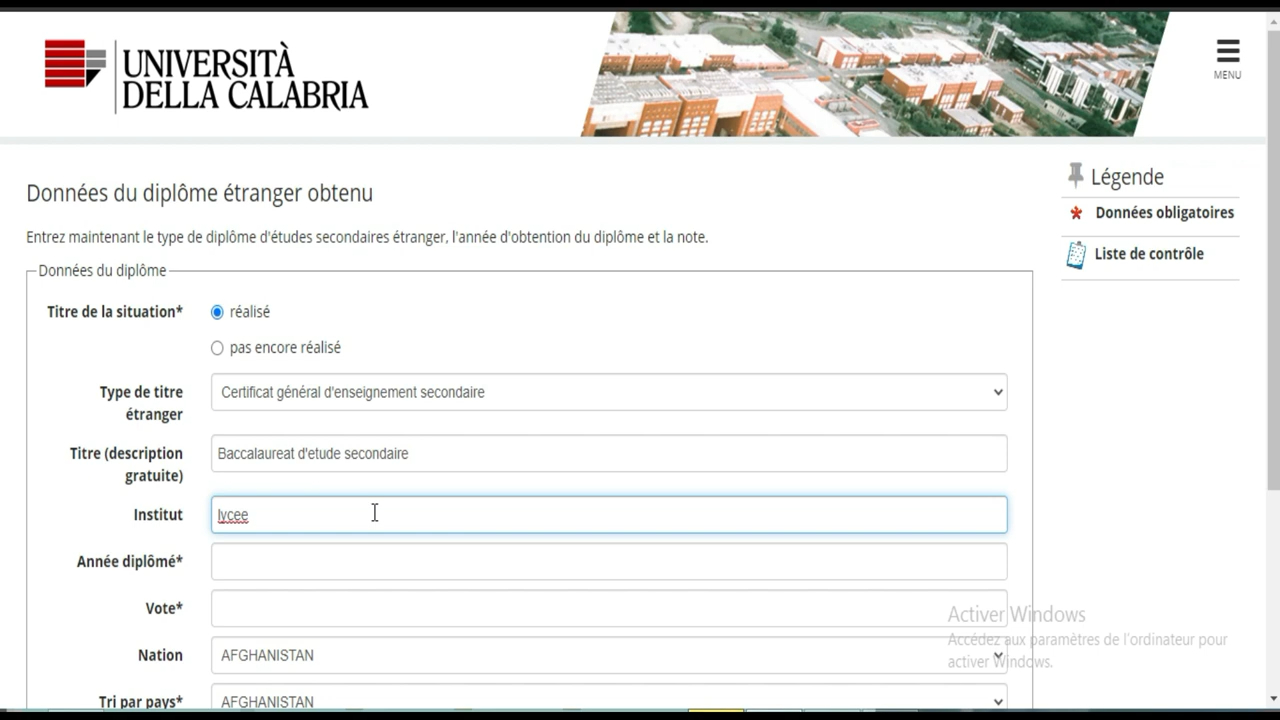 UNIVERSITÀ
DELLA CALABRIA
MENU
Données du diplôme étranger obtenu
Entrez maintenant le type de diplôme d'études secondaires étranger, l'année d'obtention du diplôme et la note.
Données du diplôme
Titre de la situation*
réalisé
pas encore réalisé
Type de titre
étranger
Certificat général d'enseignement secondaire
Titre (description
gratuite)
Baccalaureat d'etude secondaire
Institut
lycee
Année diplômé*
Vote*
Nation
AFGHANISTAN
Tri par pays*
AFGHANISTAN
Légende
* Données obligatoires
Liste de contrôle
Activer Windows
Accédez aux paramètres de l'ordinateur pour
activer Windows.